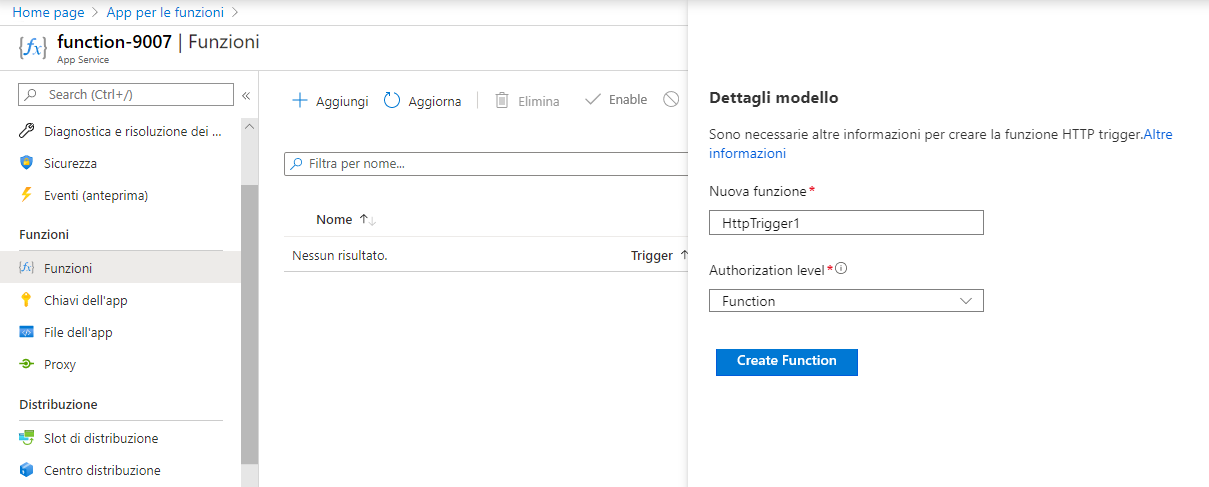 Home page > App per le funzioni >
function-9007 | Funzioni
App Service
Search (Ctrl+/)
«
Diagnostica e risoluzione dei ...
Sicurezza
Eventi (anteprima)
Funzioni
Funzioni
Chiavi dell'app
File dell'app
Proxy
Distribuzione
Slot di distribuzione
Centro distribuzione
Aggiungi Aggiorna Elimina Enable
Filtra per nome...
Nome ↑↓
Nessun risultato. Trigger ↑
Dettagli modello
Sono necessarie altre informazioni per creare la funzione HTTP trigger.Altre
informazioni
Nuova funzione*
HttpTrigger1
Authorization level*
Function
Create Function